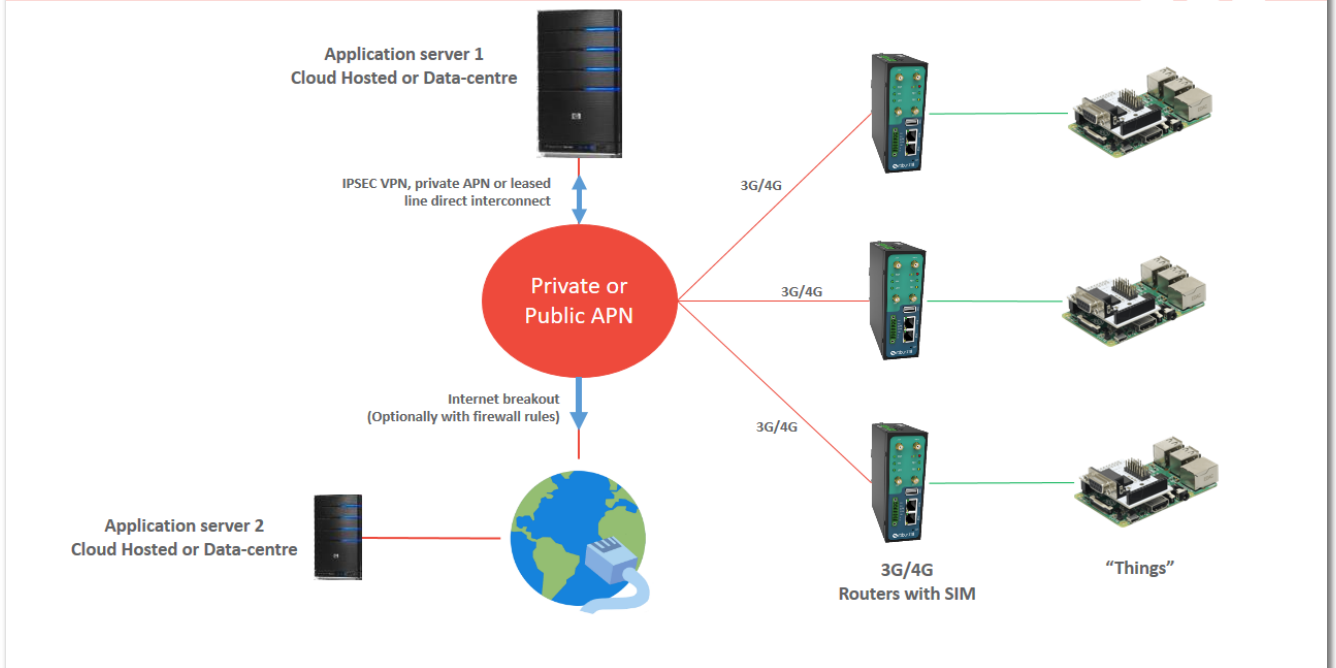 Application server 1
Cloud Hosted or Data-centre
IPSEC VPN, private APN or leased
line direct interconnect
3G/4G
Private or
Public APN
3G/4G
Internet breakout
(Optionally with firewall rules)
3G/4G
Application server 2
Cloud Hosted or Data-centre
3G/4G
Routers with SIM
“Things”